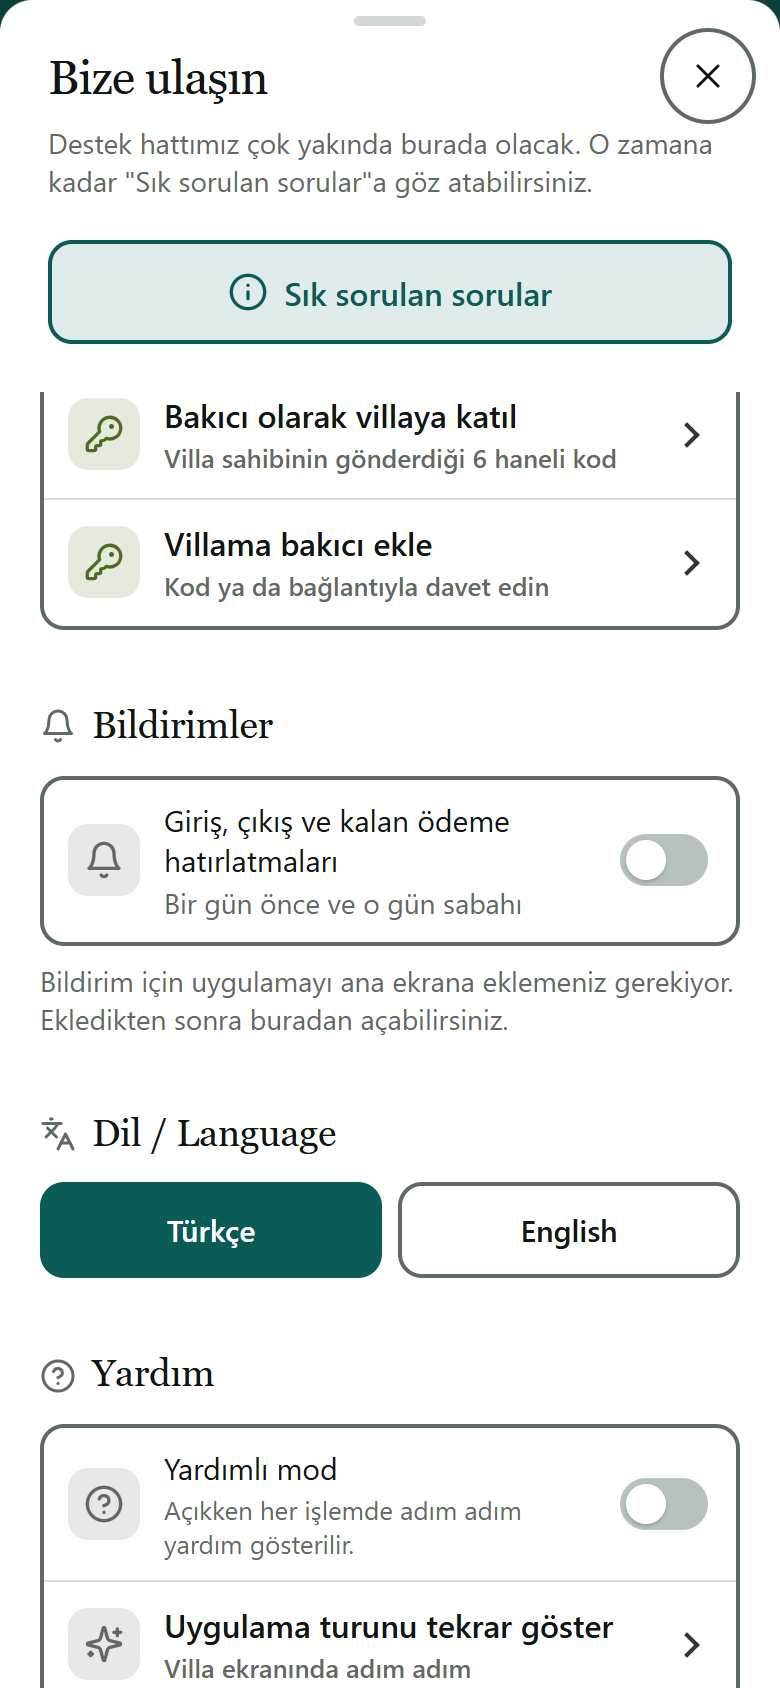 Bize ulaşın
Destek hattımız çok yakında burada olacak. O zamana
kadar "Sık sorulan sorular"a göz atabilirsiniz.
Sık sorulan sorular
Bakıcı olarak villaya katıl
Villa sahibinin gönderdiği 6 haneli kod
Villama bakıcı ekle
Kod ya da bağlantıyla davet edin
Bildirimler
Giriş, çıkış ve kalan ödeme
hatırlatmaları
Bir gün önce ve o gün sabahı
Bildirim için uygulamayı ana ekrana eklemeniz gerekiyor.
Ekledikten sonra buradan açabilirsiniz.
Dil / Language
Türkçe
English
Yardım
Yardımlı mod
Açıkken her işlemde adım adım
yardım gösterilir.
Uygulama turunu tekrar göster
Villa ekranında adım adım